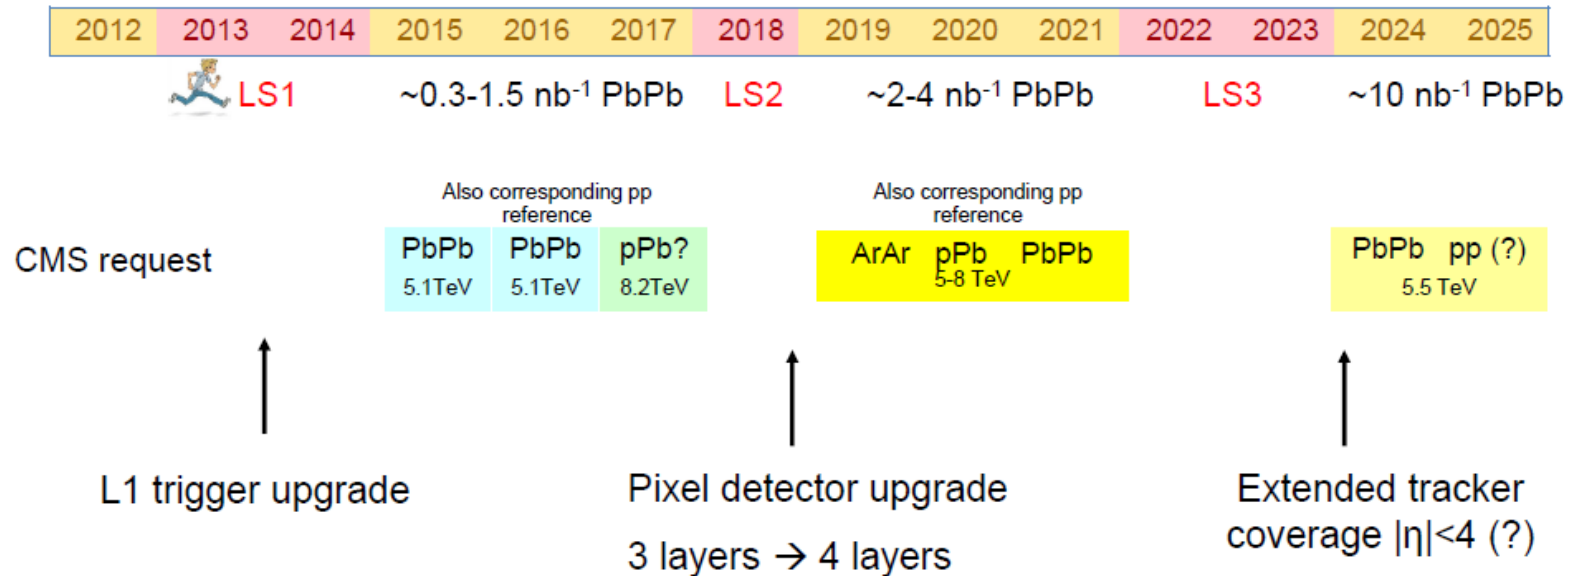 2012 2013 2014 2015 2016 2017 2018 2019 2020 2021 2022 2023 2024 2025
LS1 ~0.3-1.5 nb⁻¹ PbPb LS2 ~2-4 nb⁻¹ PbPb LS3 ~10 nb⁻¹ PbPb
Also corresponding pp
reference
Also corresponding pp
reference
CMS request
PbPb PbPb pPb?
5.1TeV 5.1TeV 8.2TeV
ArAr pPb PbPb
5-8 TeV
PbPb pp (?)
5.5 TeV
L1 trigger upgrade
Pixel detector upgrade
3 layers → 4 layers
Extended tracker
coverage |η|<4 (?)